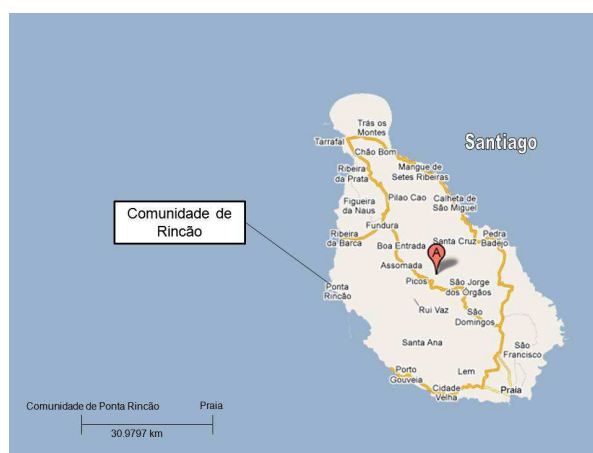 Trás os
Montes
Tarrafal
Chão Bom
Santiago
Mangue de
Setes Ribeiras
Ribeira
da Prata
Pilao Cao
Calheta de
São Miguel
Figueira
da Naus
Comunidade de
Rincão
Fundura
Ribeira
da Barca
Boa Entrada
Santa Cruz
Pedra
Badejo
A
Assomada
Picos
São Jorge
dos Órgãos
Ponta
Rincão
Rui Vaz
São
Domingos
Santa Ana
São
Francisco
Porto
Gouveia
Lem
Cidade
Velha
Praia
Comunidade de Ponta Rincão
Praia
30.9797 km